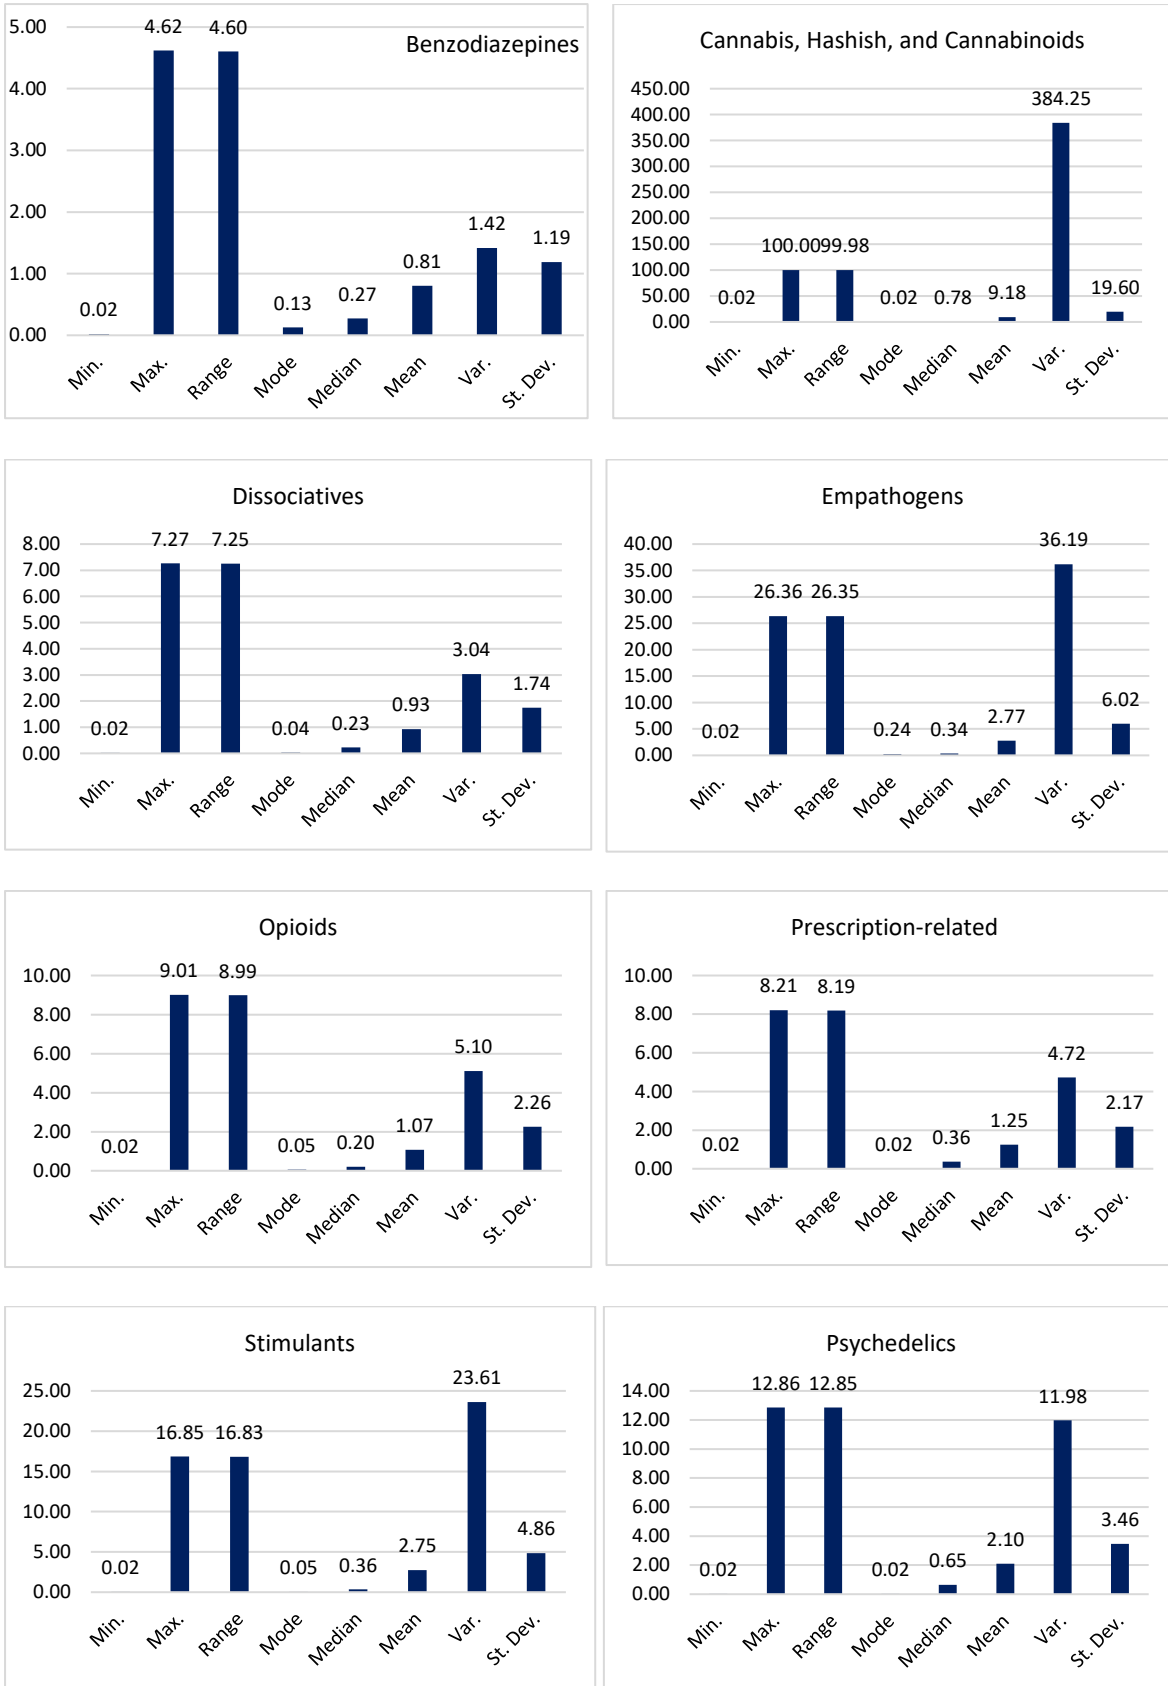 Benzodiazepines
5.00
4.00
3.00
2.00
1.00
0.00
0.02
4.62
4.60
0.13
0.27
0.81
1.42
1.19
Min.
Max.
Range
Mode
Median
Mean
Var.
St. Dev.
Cannabis, Hashish, and Cannabinoids
450.00
400.00
350.00
300.00
250.00
200.00
150.00
100.00
50.00
0.00
0.02
100.00
99.98
0.02
0.78
9.18
384.25
19.60
Min.
Max.
Range
Mode
Median
Mean
Var.
St. Dev.
Dissociatives
8.00
7.00
6.00
5.00
4.00
3.00
2.00
1.00
0.00
0.02
7.27
7.25
0.04
0.23
0.93
3.04
1.74
Min.
Max.
Range
Mode
Median
Mean
Var.
St. Dev.
Empathogens
40.00
35.00
30.00
25.00
20.00
15.00
10.00
5.00
0.00
0.02
26.36
26.35
0.24
0.34
2.77
36.19
6.02
Min.
Max.
Range
Mode
Median
Mean
Var.
St. Dev.
Opioids
10.00
8.00
6.00
4.00
2.00
0.00
0.02
9.01
8.99
0.05
0.20
1.07
5.10
2.26
Min.
Max.
Range
Mode
Median
Mean
Var.
St. Dev.
Prescription-related
10.00
8.00
6.00
4.00
2.00
0.00
0.02
8.21
8.19
0.02
0.36
1.25
4.72
2.17
Min.
Max.
Range
Mode
Median
Mean
Var.
St. Dev.
Stimulants
25.00
20.00
15.00
10.00
5.00
0.00
0.02
16.85
16.83
0.05
0.36
2.75
23.61
4.86
Min.
Max.
Range
Mode
Median
Mean
Var.
St. Dev.
Psychedelics
14.00
12.00
10.00
8.00
6.00
4.00
2.00
0.00
0.02
12.86
12.85
0.02
0.65
2.10
11.98
3.46
Min.
Max.
Range
Mode
Median
Mean
Var.
St. Dev.